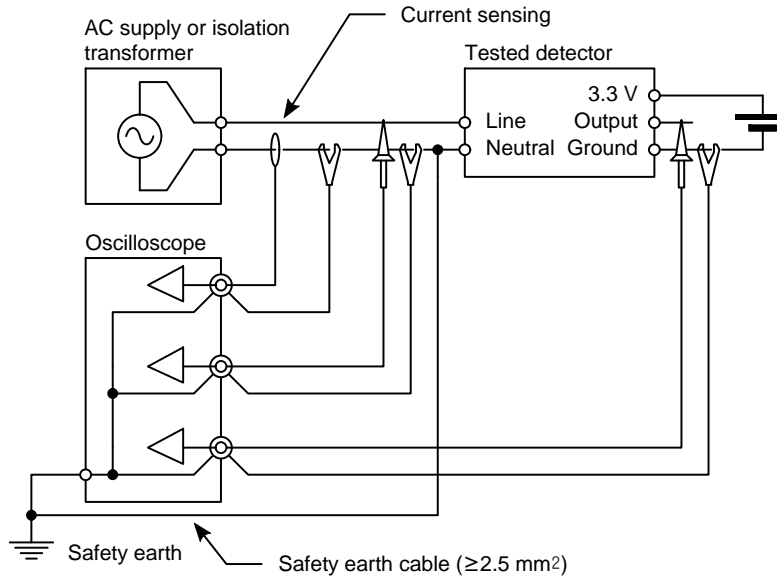 Current sensing
AC supply or isolation
transformer
Tested detector
3.3 V
Line Output
Neutral Ground
Oscilloscope
Safety earth
Safety earth cable (≥2.5 mm²)